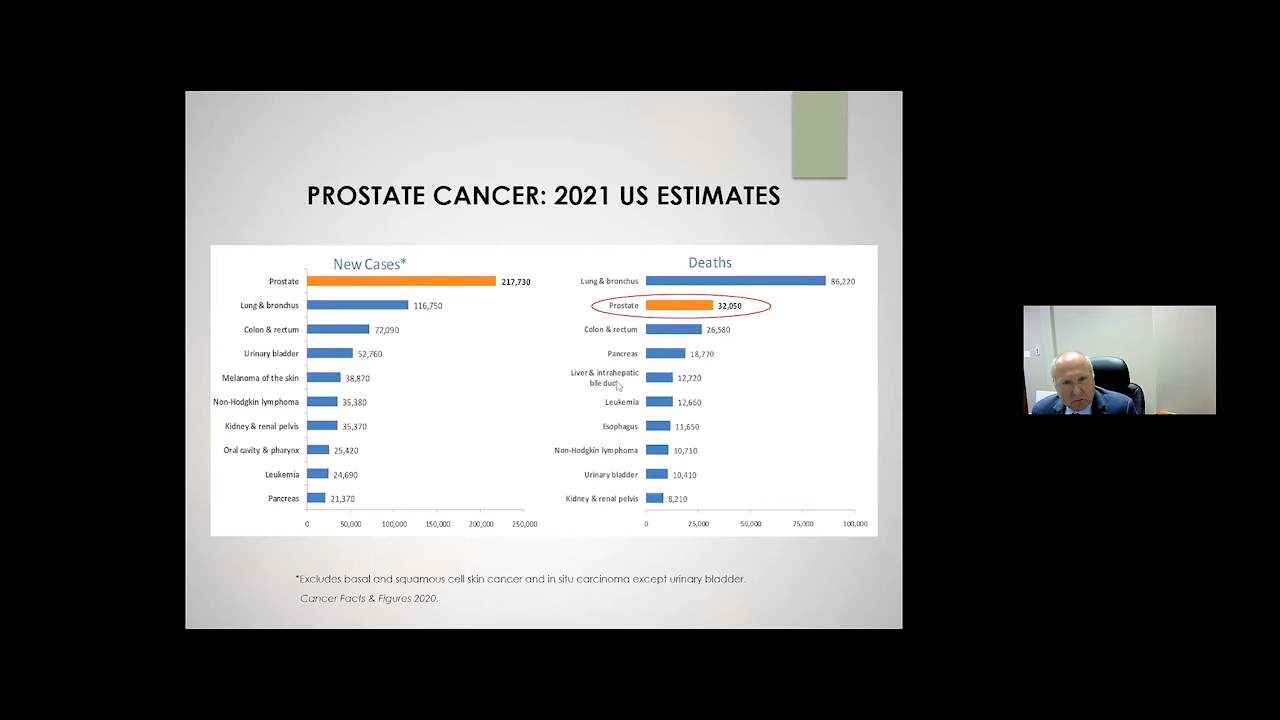 PROSTATE CANCER: 2021 US ESTIMATES
New Cases*
Prostate 217,730
Lung & bronchus 116,750
Colon & rectum 72,090
Urinary bladder 52,760
Melanoma of the skin 38,870
Non-Hodgkin lymphoma 35,380
Kidney & renal pelvis 35,370
Oral cavity & pharynx 25,420
Leukemia 24,690
Pancreas 21,370
0 50,000 100,000 150,000 200,000 250,000
Deaths
Lung & bronchus 86,220
Prostate 32,050
Colon & rectum 26,580
Pancreas 18,770
Liver & intrahepatic
bile duct 12,720
Leukemia 12,660
Esophagus 11,650
Non-Hodgkin lymphoma 10,710
Urinary bladder 10,410
Kidney & renal pelvis 8,210
0 25,000 50,000 75,000 100,000
*Excludes basal and squamous cell skin cancer and in situ carcinoma except urinary bladder.
Cancer Facts & Figures 2020.